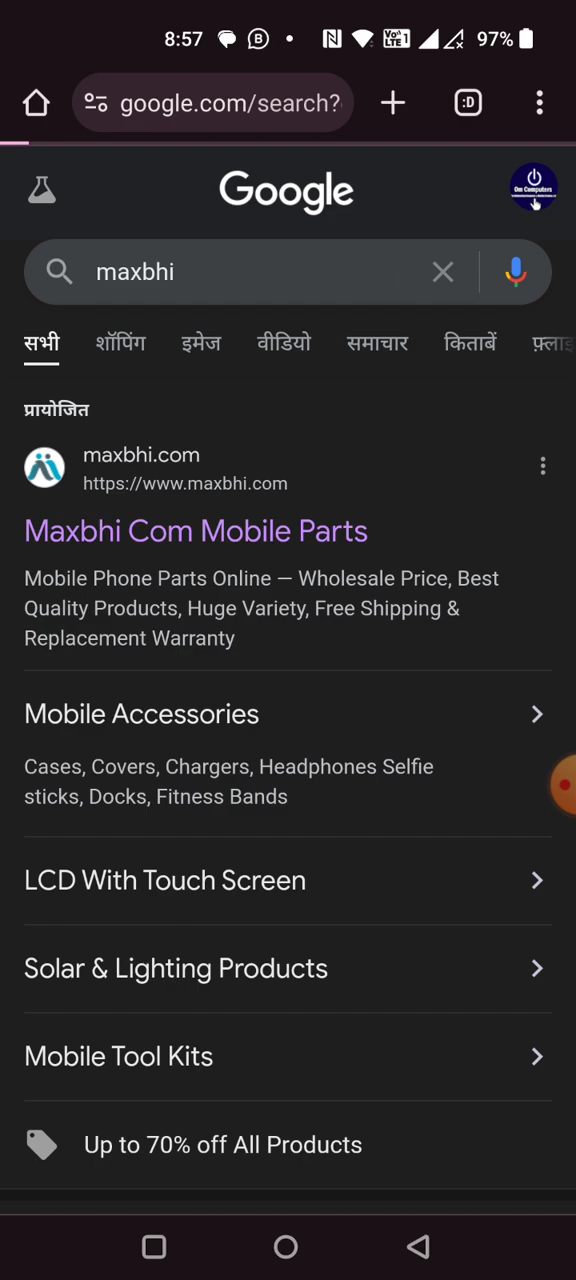 8:57 97%
google.com/search?
Google
Om Computers
maxbhi
सभी शॉपिंग इमेज वीडियो समाचार किताबें
प्रायोजित
maxbhi.com
https://www.maxbhi.com
Maxbhi Com Mobile Parts
Mobile Phone Parts Online — Wholesale Price, Best
Quality Products, Huge Variety, Free Shipping &
Replacement Warranty
Mobile Accessories
Cases, Covers, Chargers, Headphones Selfie
sticks, Docks, Fitness Bands
LCD With Touch Screen
Solar & Lighting Products
Mobile Tool Kits
Up to 70% off All Products